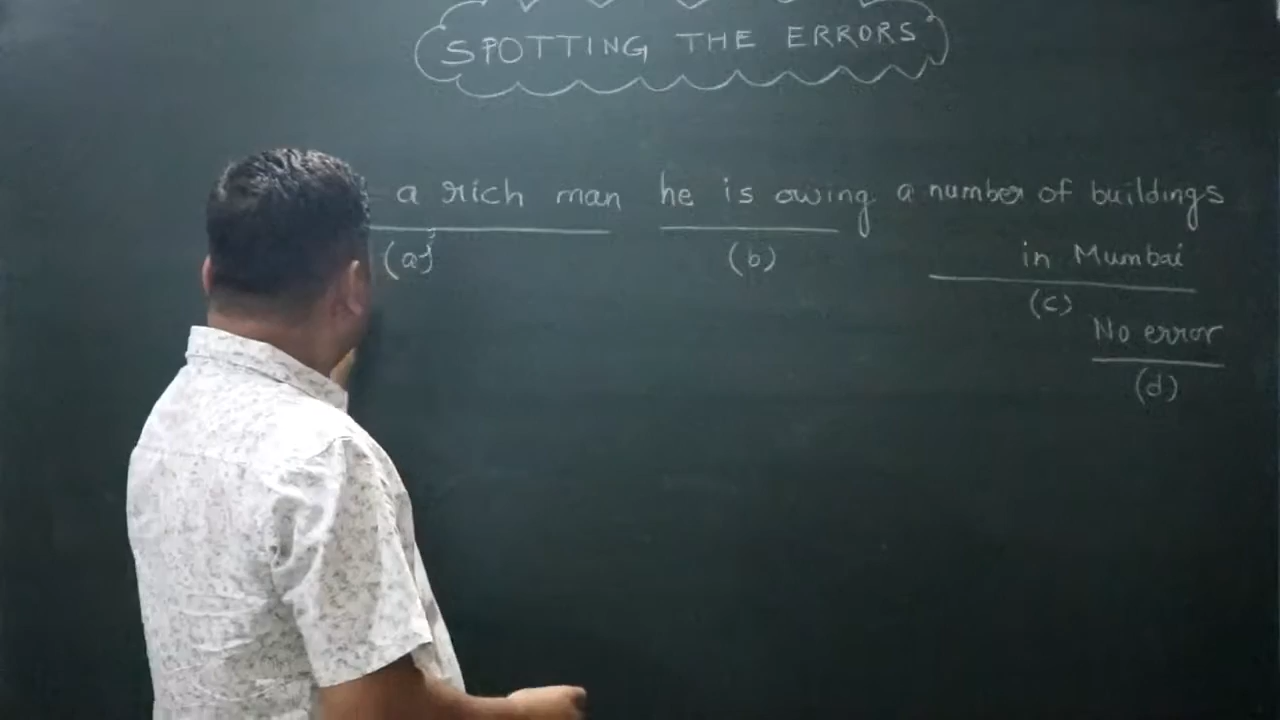 SPOTTING THE ERRORS
a rich man he is owing a number of buildings
(a) (b) in Mumbai
(c)
No error
(d)